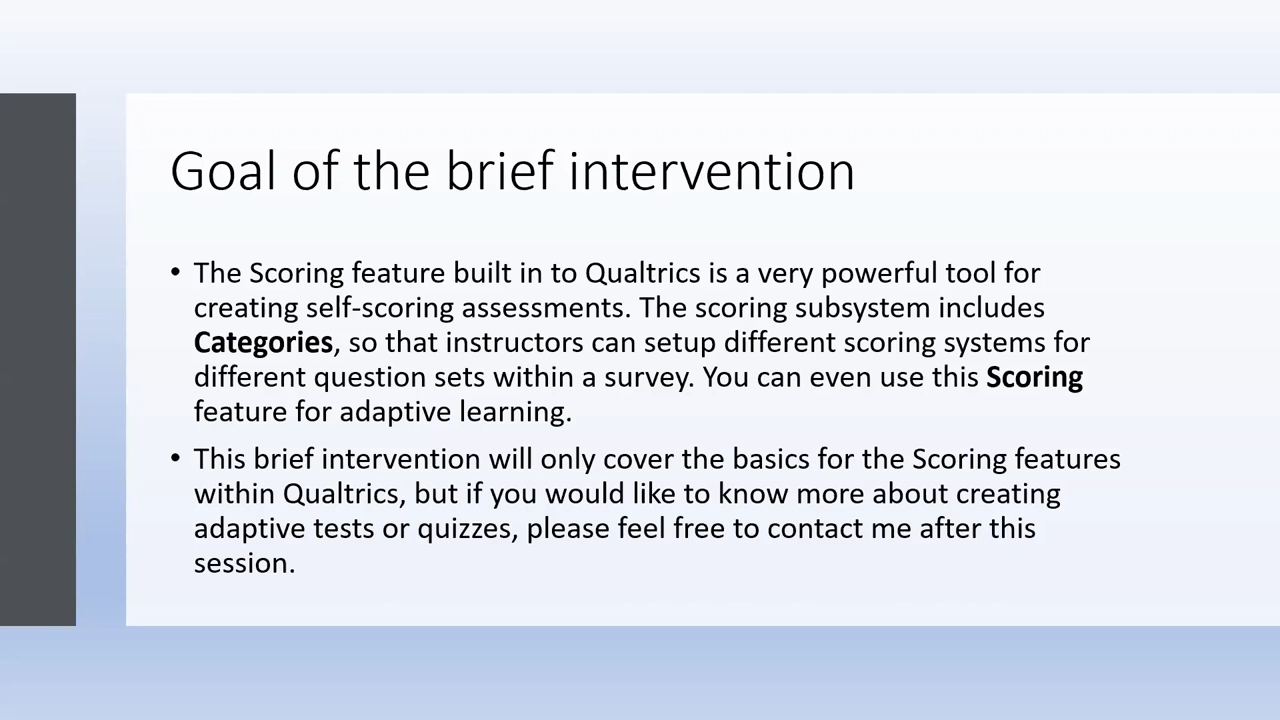 Goal of the brief intervention
• The Scoring feature built in to Qualtrics is a very powerful tool for
creating self-scoring assessments. The scoring subsystem includes
Categories, so that instructors can setup different scoring systems for
different question sets within a survey. You can even use this Scoring
feature for adaptive learning.
• This brief intervention will only cover the basics for the Scoring features
within Qualtrics, but if you would like to know more about creating
adaptive tests or quizzes, please feel free to contact me after this
session.